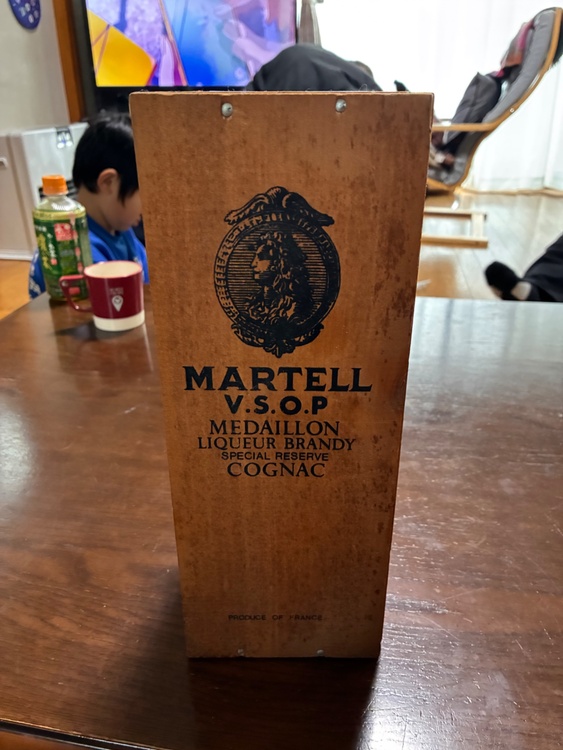 MARTELL
V.S.O.P
MEDAILLON
LIQUEUR BRANDY
SPECIAL RESERVE
COGNAC
PRODUCE OF FRANCE